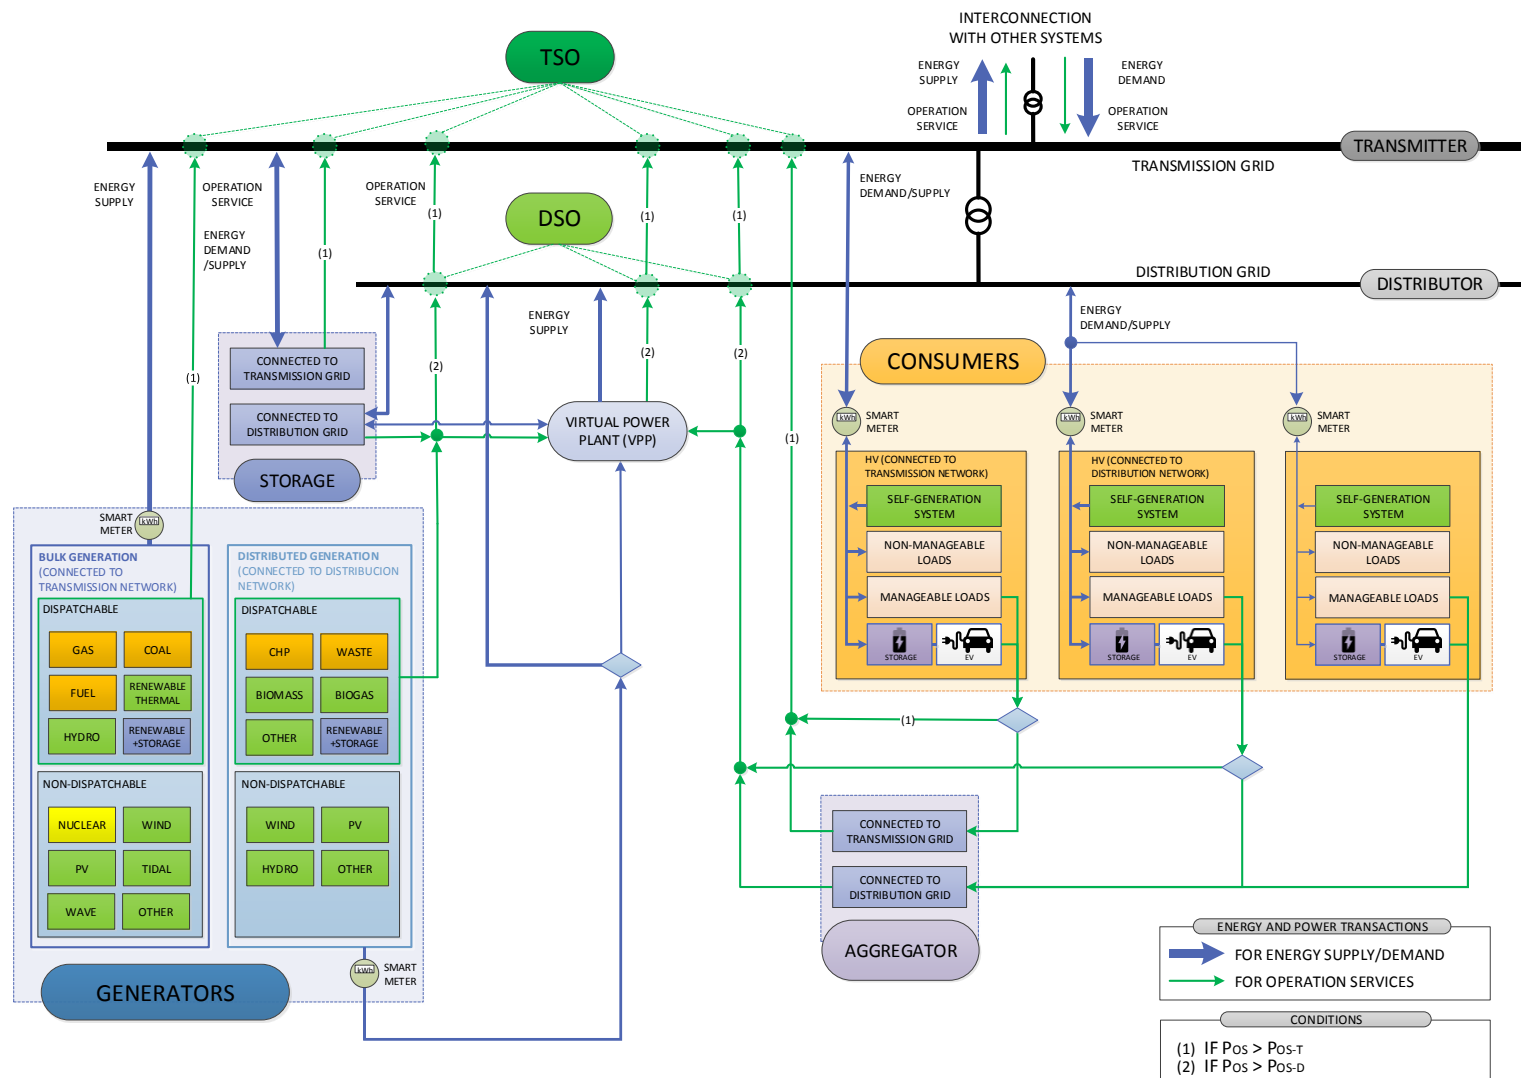 INTERCONNECTION
WITH OTHER SYSTEMS
TSO
ENERGY
SUPPLY
OPERATION
SERVICE
ENERGY
DEMAND
OPERATION
SERVICE
TRANSMITTER
TRANSMISSION GRID
ENERGY
SUPPLY
OPERATION
SERVICE
ENERGY
DEMAND
/SUPPLY
(1)
(1)
OPERATION
SERVICE
(1)
DSO
(1)
(1)
ENERGY
DEMAND/SUPPLY
DISTRIBUTION GRID
DISTRIBUTOR
ENERGY
SUPPLY
ENERGY
DEMAND/SUPPLY
(2)
(2)
(2)
(1)
CONNECTED TO
TRANSMISSION GRID
CONNECTED TO
DISTRIBUTION GRID
STORAGE
VIRTUAL POWER
PLANT (VPP)
CONSUMERS
kWh
SMART
METER
kWh
SMART
METER
kWh
SMART
METER
HV (CONNECTED TO
TRANSMISSION NETWORK)
SELF-GENERATION
SYSTEM
NON-MANAGEABLE
LOADS
MANAGEABLE LOADS
STORAGE
EV
HV (CONNECTED TO
DISTRIBUTION NETWORK)
SELF-GENERATION
SYSTEM
NON-MANAGEABLE
LOADS
MANAGEABLE LOADS
STORAGE
EV
SELF-GENERATION
SYSTEM
NON-MANAGEABLE
LOADS
MANAGEABLE LOADS
STORAGE
EV
(1)
SMART
METER
kWh
BULK GENERATION
(CONNECTED TO
TRANSMISSION NETWORK)
DISPATCHABLE
GAS
COAL
FUEL
RENEWABLE
THERMAL
HYDRO
RENEWABLE
+STORAGE
NON-DISPATCHABLE
NUCLEAR
WIND
PV
TIDAL
WAVE
OTHER
DISTRIBUTED GENERATION
(CONNECTED TO DISTRIBUCION
NETWORK)
DISPATCHABLE
CHP
WASTE
BIOMASS
BIOGAS
OTHER
RENEWABLE
+STORAGE
NON-DISPATCHABLE
WIND
PV
HYDRO
OTHER
kWh
SMART
METER
GENERATORS
CONNECTED TO
TRANSMISSION GRID
CONNECTED TO
DISTRIBUTION GRID
AGGREGATOR
ENERGY AND POWER TRANSACTIONS
FOR ENERGY SUPPLY/DEMAND
FOR OPERATION SERVICES
CONDITIONS
(1) IF POS > POS-T
(2) IF POS > POS-D